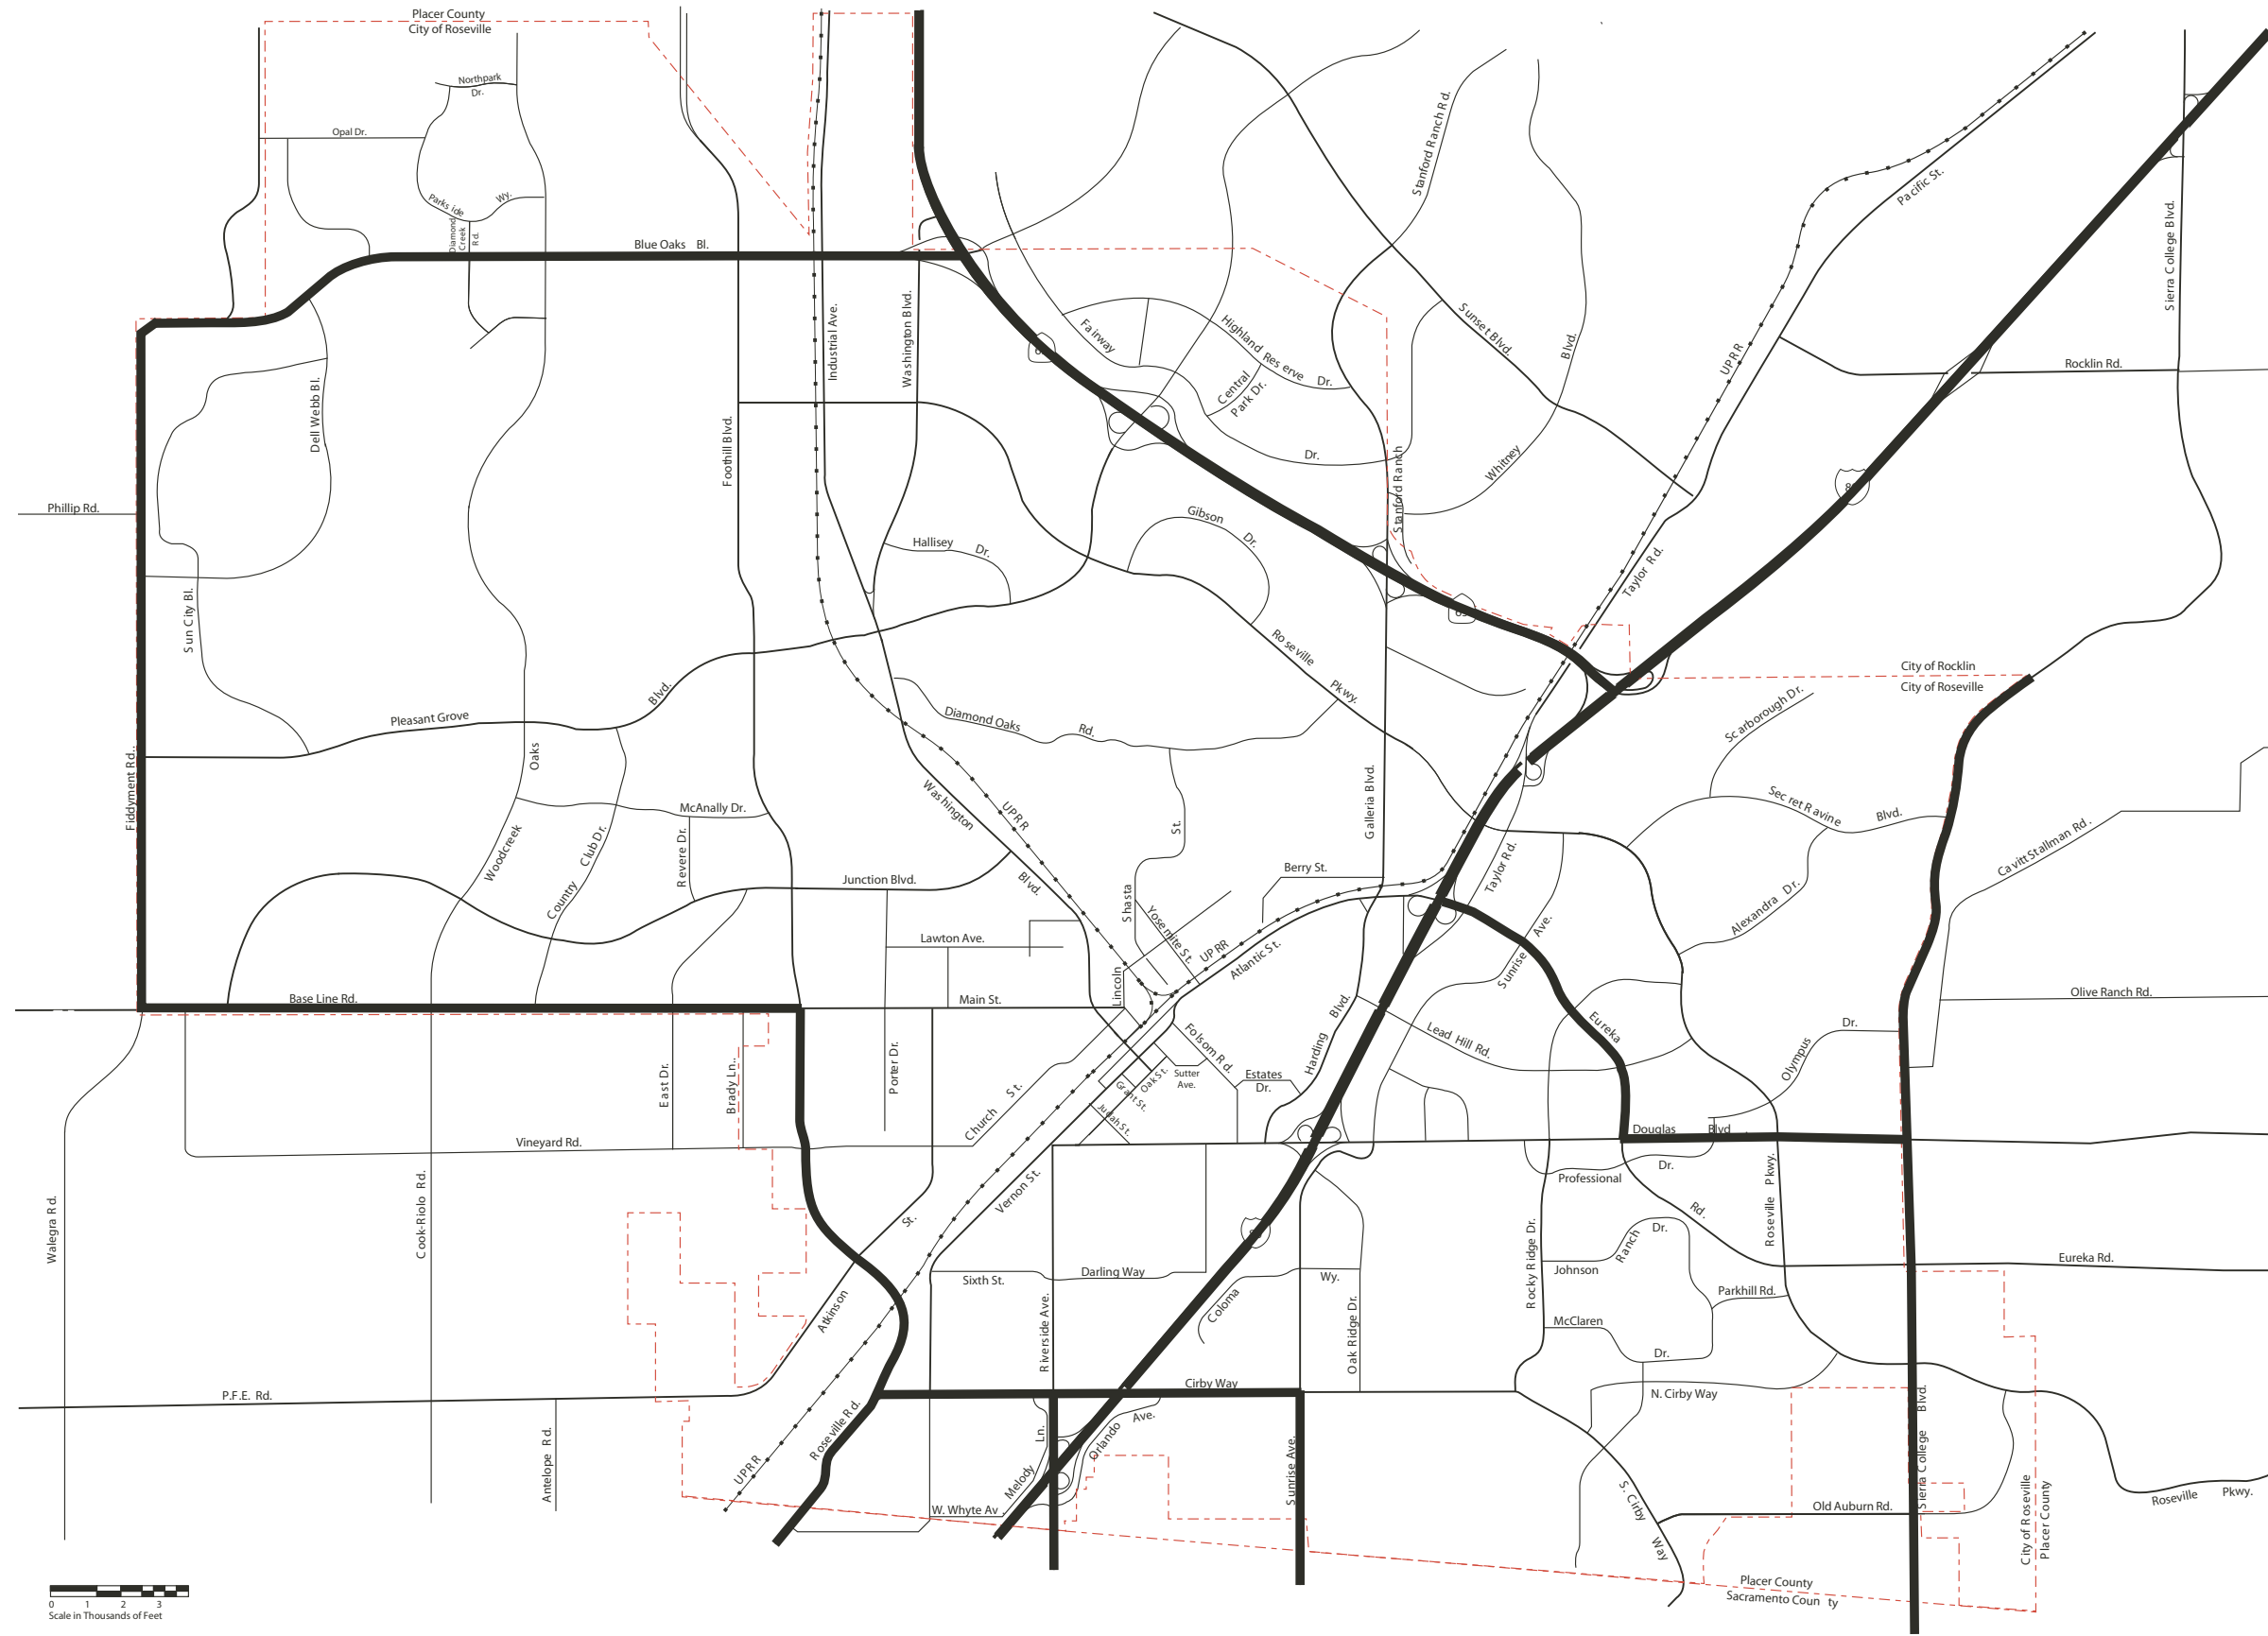 Placer County
City of Roseville
Northpark
Dr.
Opal Dr.
Parks ide
Wy.
Diamond
Creek
Rd.
Blue Oaks Bl.
Stanford Ranch Rd.
Pacific St.
Sierra College Blvd.
Industrial Ave.
Washington Blvd.
Fairway
Highland Res erve
Dr.
Central
Park Dr.
Sunset Blvd.
Blvd.
UPRR
Rocklin Rd.
Dell Webb Bl.
Foothill Blvd.
Dr.
Stanford Ranch
Whitney
Phillip Rd.
Gibson
Dr.
Hallisey
Dr.
Taylor Rd.
Sun City Bl.
Roseville
Pkwy.
City of Rocklin
City of Roseville
Scarborough Dr.
Blvd.
Pleasant Grove
Diamond Oaks
Rd.
Oaks
Fiddyment Rd..
McAnally Dr.
Washington
UPRR
Galleria Blvd.
Sec ret Ravine
Blvd.
Cavitt Stallman Rd.
Woodcreek
Club Dr.
Country
Revere Dr.
Junction Blvd.
Blvd.
St.
Shasta
Berry St.
Taylor Rd.
Yosemite St.
Alexandra Dr.
Lawton Ave.
UPRR
Atlantic St.
Sunrise
Ave.
Base Line Rd.
Main St.
Lincoln
Olive Ranch Rd.
Harding
Blvd.
Lead Hill Rd.
Eureka
Dr.
Olympus
Folsom Rd.
Sutter
Ave.
Estates
Dr.
Oak St.
Grant St.
Judah St.
East Dr.
Brady Ln..
Porter Dr.
Church
St.
Vineyard Rd.
Douglas
Blvd.
Professional
Dr.
Walegra Rd.
Cook-Riolo Rd.
St.
Vernon St.
Rocky Ridge Dr.
Rd.
Roseville Pkwy.
Ranch
Dr.
Johnson
Eureka Rd.
Sixth St.
Darling Way
Coloma
Wy.
Oak Ridge Dr.
Parkhill Rd.
Atkinson
Riverside Ave.
McClaren
Dr.
P.F.E. Rd.
Cirby Way
N. Cirby Way
Antelope Rd.
UPRR
Roseville Rd.
Ln.
Melody
Orlando
Ave.
Sunrise Ave.
W. Whyte Av.
S. Cirby
Way
Old Auburn Rd.
Sierra College Blvd.
City of Roseville
Placer County
Roseville
Pkwy.
Placer County
Sacramento Coun ty
0 1 2 3
Scale in Thousands of Feet